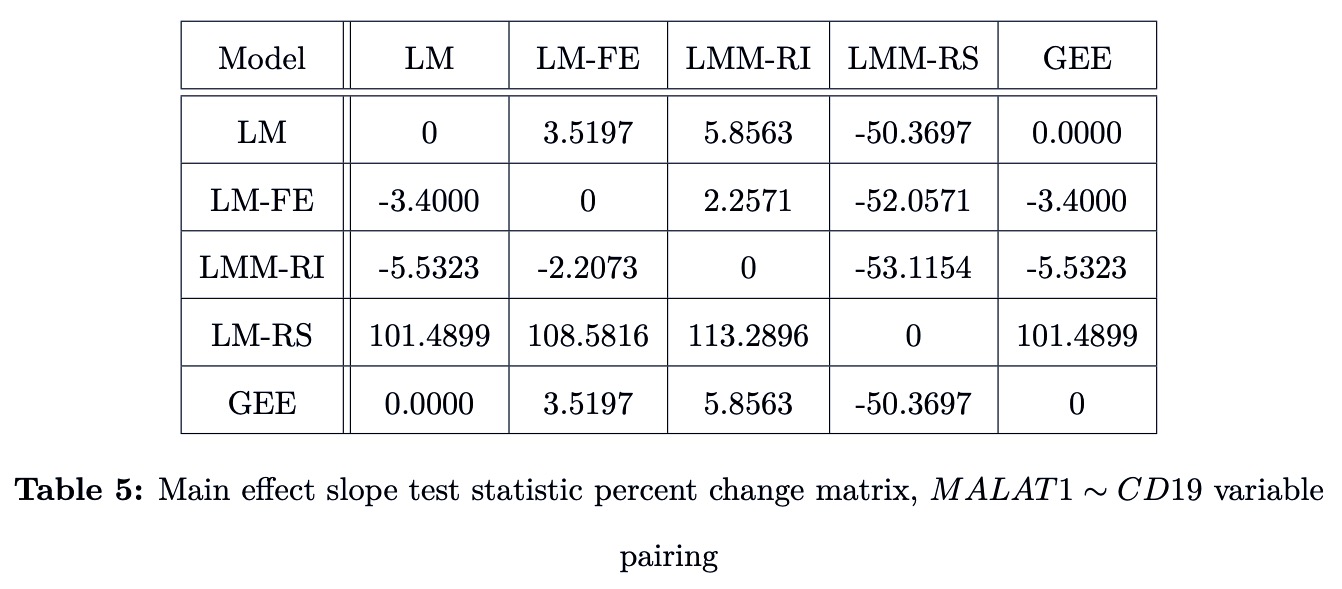 Model LM LM-FE LMM-RI LMM-RS GEE
LM 0 3.5197 5.8563 -50.3697 0.0000
LM-FE -3.4000 0 2.2571 -52.0571 -3.4000
LMM-RI -5.5323 -2.2073 0 -53.1154 -5.5323
LM-RS 101.4899 108.5816 113.2896 0 101.4899
GEE 0.0000 3.5197 5.8563 -50.3697 0
Table 5: Main effect slope test statistic percent change matrix, MALAT1 ∼ CD19 variable
pairing